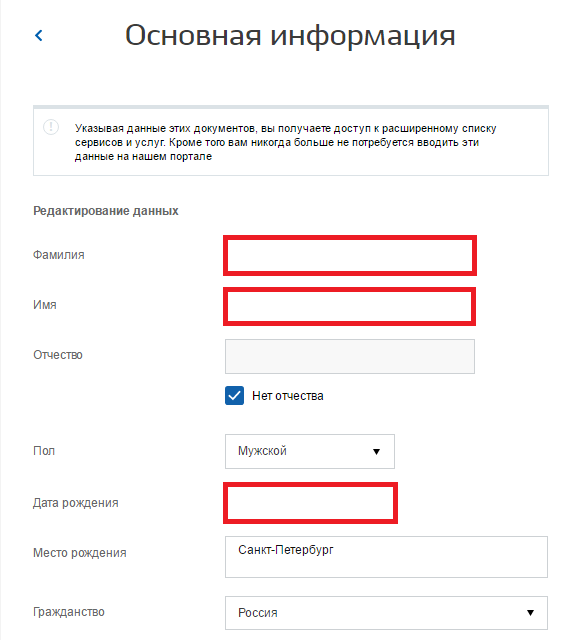 Основная информация
Указывая данные этих документов, вы получаете доступ к расширенному списку
сервисов и услуг. Кроме того вам никогда больше не потребуется вводить эти
данные на нашем портале
Редактирование данных
Фамилия
Имя
Отчество
Нет отчества
Пол
Мужской
Дата рождения
Место рождения
Санкт-Петербург
Гражданство
Россия